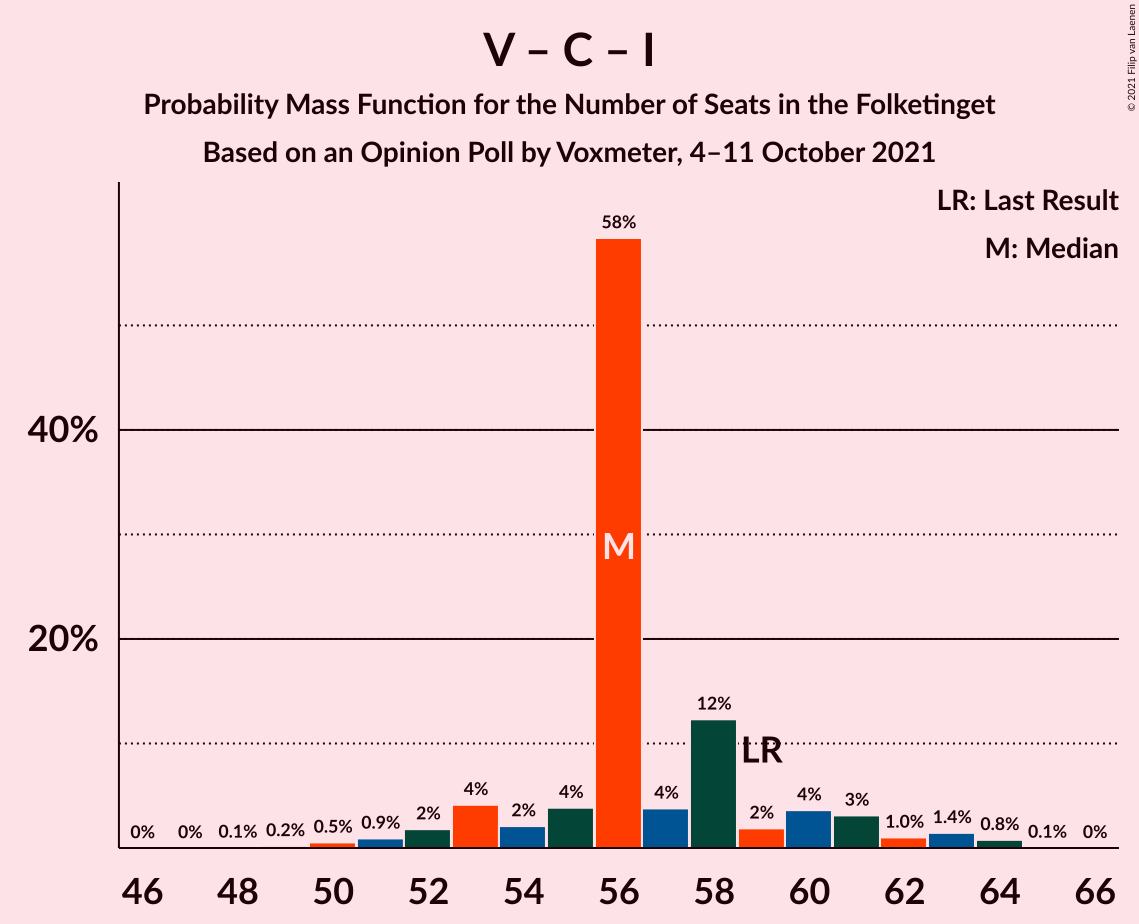 V – C – I
Probability Mass Function for the Number of Seats in the Folketinget
Based on an Opinion Poll by Voxmeter, 4–11 October 2021
© 2021 Filip van Laenen
LR: Last Result
M: Median
58%
40%
M
20%
12%
LR
0% 0% 0.1% 0.2% 0.5% 0.9% 2% 4% 2% 4% 4% 2% 4% 3% 1.0% 1.4% 0.8% 0.1% 0%
46 48 50 52 54 56 58 60 62 64 66